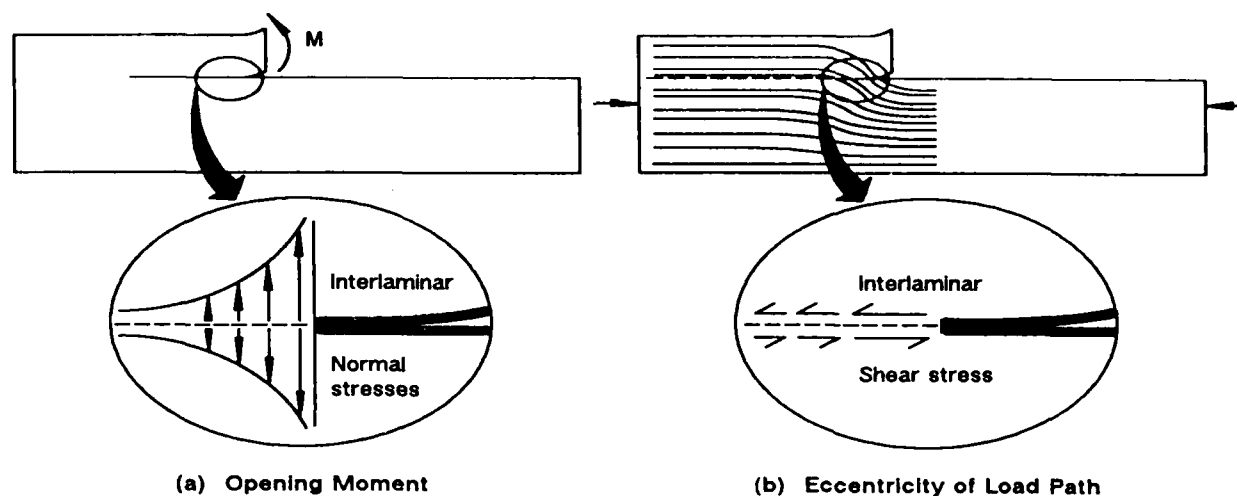 M
Interlaminar
Normal
stresses
(a) Opening Moment
Interlaminar
Shear stress
(b) Eccentricity of Load Path